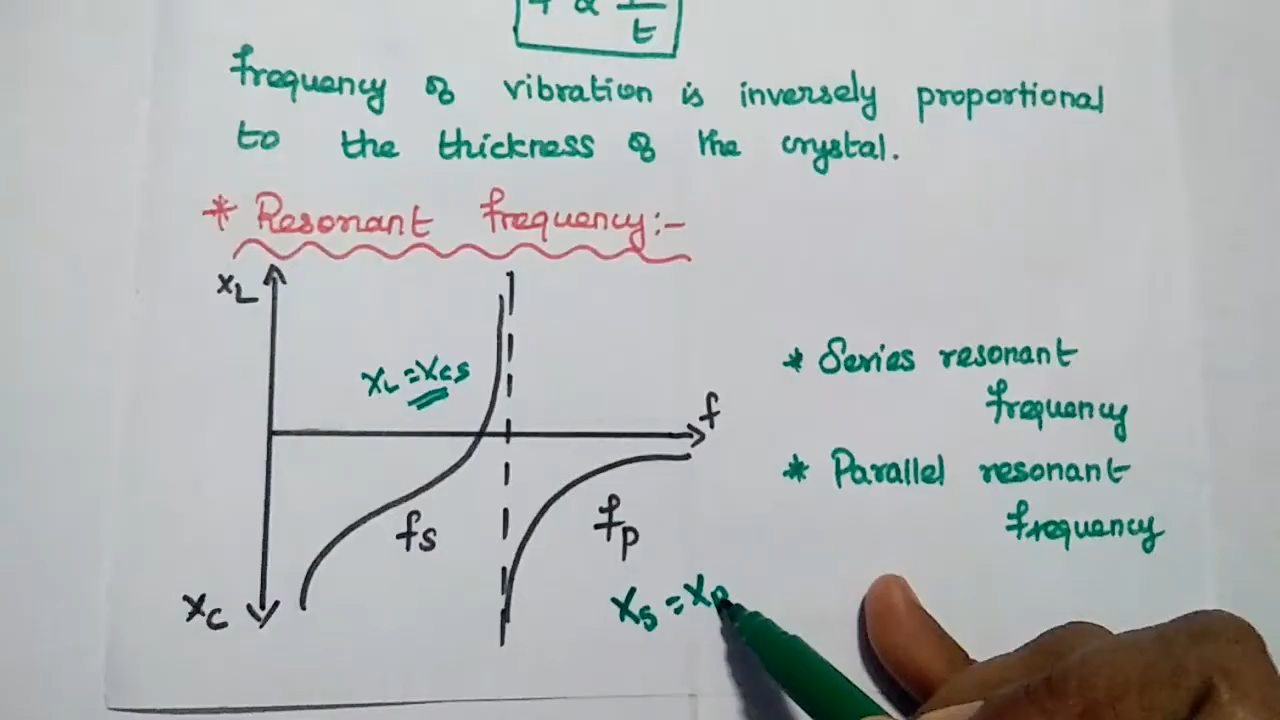 f ∝ 1/t
frequency of vibration is inversely proportional
to the thickness of the crystal.
* Resonant frequency:-
XL
XL = XCS
f
* Series resonant
frequency
* Parallel resonant
frequency
fs
fp
XC
XS = XP